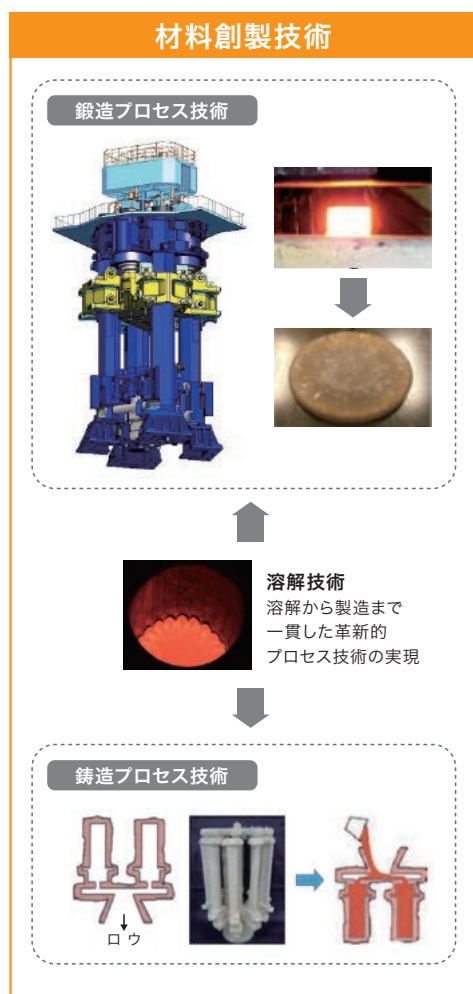 材料創製技術
鍛造プロセス技術
溶解技術
溶解から製造まで
一貫した革新的
プロセス技術の実現
鋳造プロセス技術
ロウ